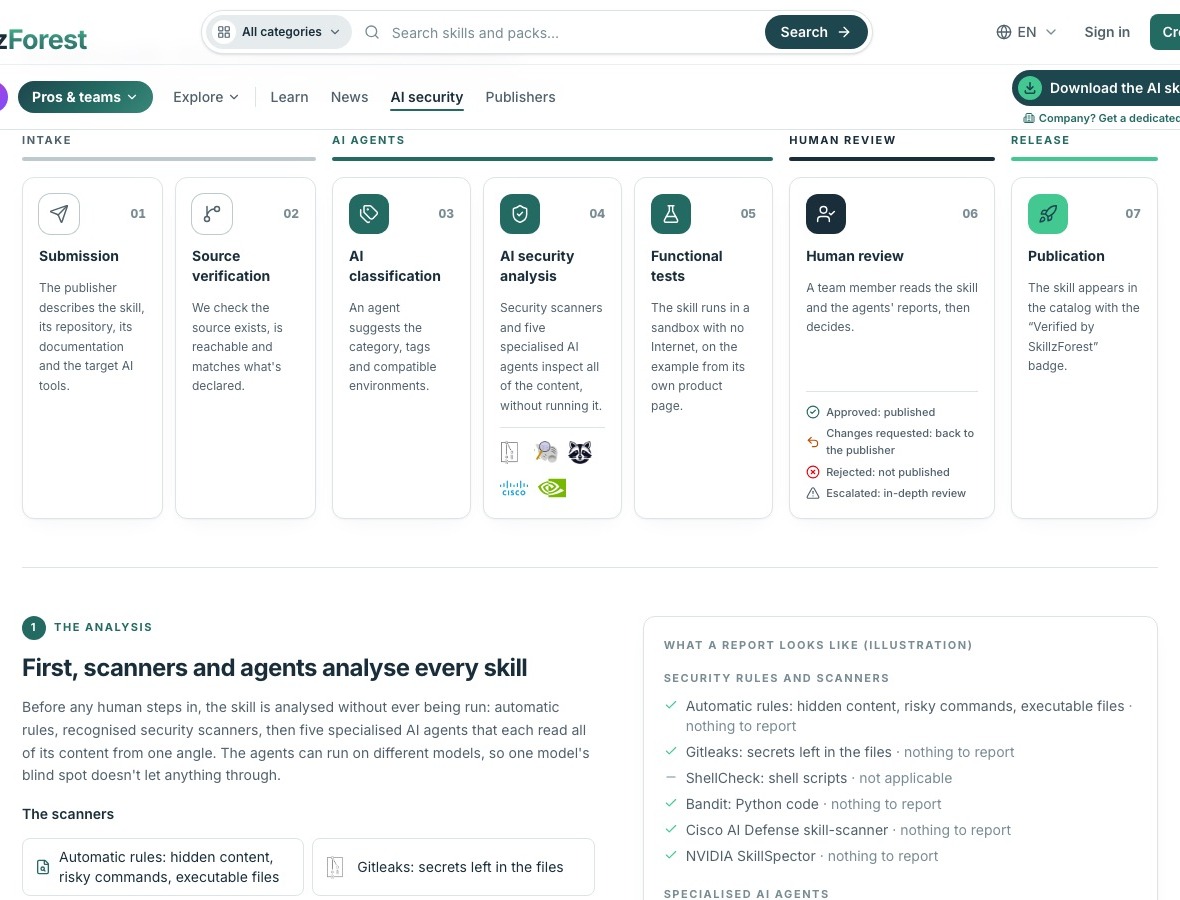 zForest
All categories
Search skills and packs...
Search
EN
Sign in
Cre
Pros & teams
Explore
Learn
News
AI security
Publishers
Download the AI sk
Company? Get a dedicated
INTAKE
AI AGENTS
HUMAN REVIEW
RELEASE
01
Submission
The publisher
describes the skill,
its repository, its
documentation
and the target AI
tools.
02
Source
verification
We check the
source exists, is
reachable and
matches what's
declared.
03
AI
classification
An agent
suggests the
category, tags
and compatible
environments.
04
AI security
analysis
Security scanners
and five
specialised AI
agents inspect all
of the content,
without running it.
CISCO
05
Functional
tests
The skill runs in a
sandbox with no
Internet, on the
example from its
own product
page.
06
Human review
A team member reads the skill
and the agents' reports, then
decides.
Approved: published
Changes requested: back to
the publisher
Rejected: not published
Escalated: in-depth review
07
Publication
The skill appears in
the catalog with the
“Verified by
SkillzForest”
badge.
1 THE ANALYSIS
First, scanners and agents analyse every skill
Before any human steps in, the skill is analysed without ever being run: automatic
rules, recognised security scanners, then five specialised AI agents that each read all
of its content from one angle. The agents can run on different models, so one model's
blind spot doesn't let anything through.
The scanners
Automatic rules: hidden content,
risky commands, executable files
Gitleaks: secrets left in the files
WHAT A REPORT LOOKS LIKE (ILLUSTRATION)
SECURITY RULES AND SCANNERS
Automatic rules: hidden content, risky commands, executable files ·
nothing to report
Gitleaks: secrets left in the files · nothing to report
ShellCheck: shell scripts · not applicable
Bandit: Python code · nothing to report
Cisco AI Defense skill-scanner · nothing to report
NVIDIA SkillSpector · nothing to report
SPECIALISED AI AGENTS